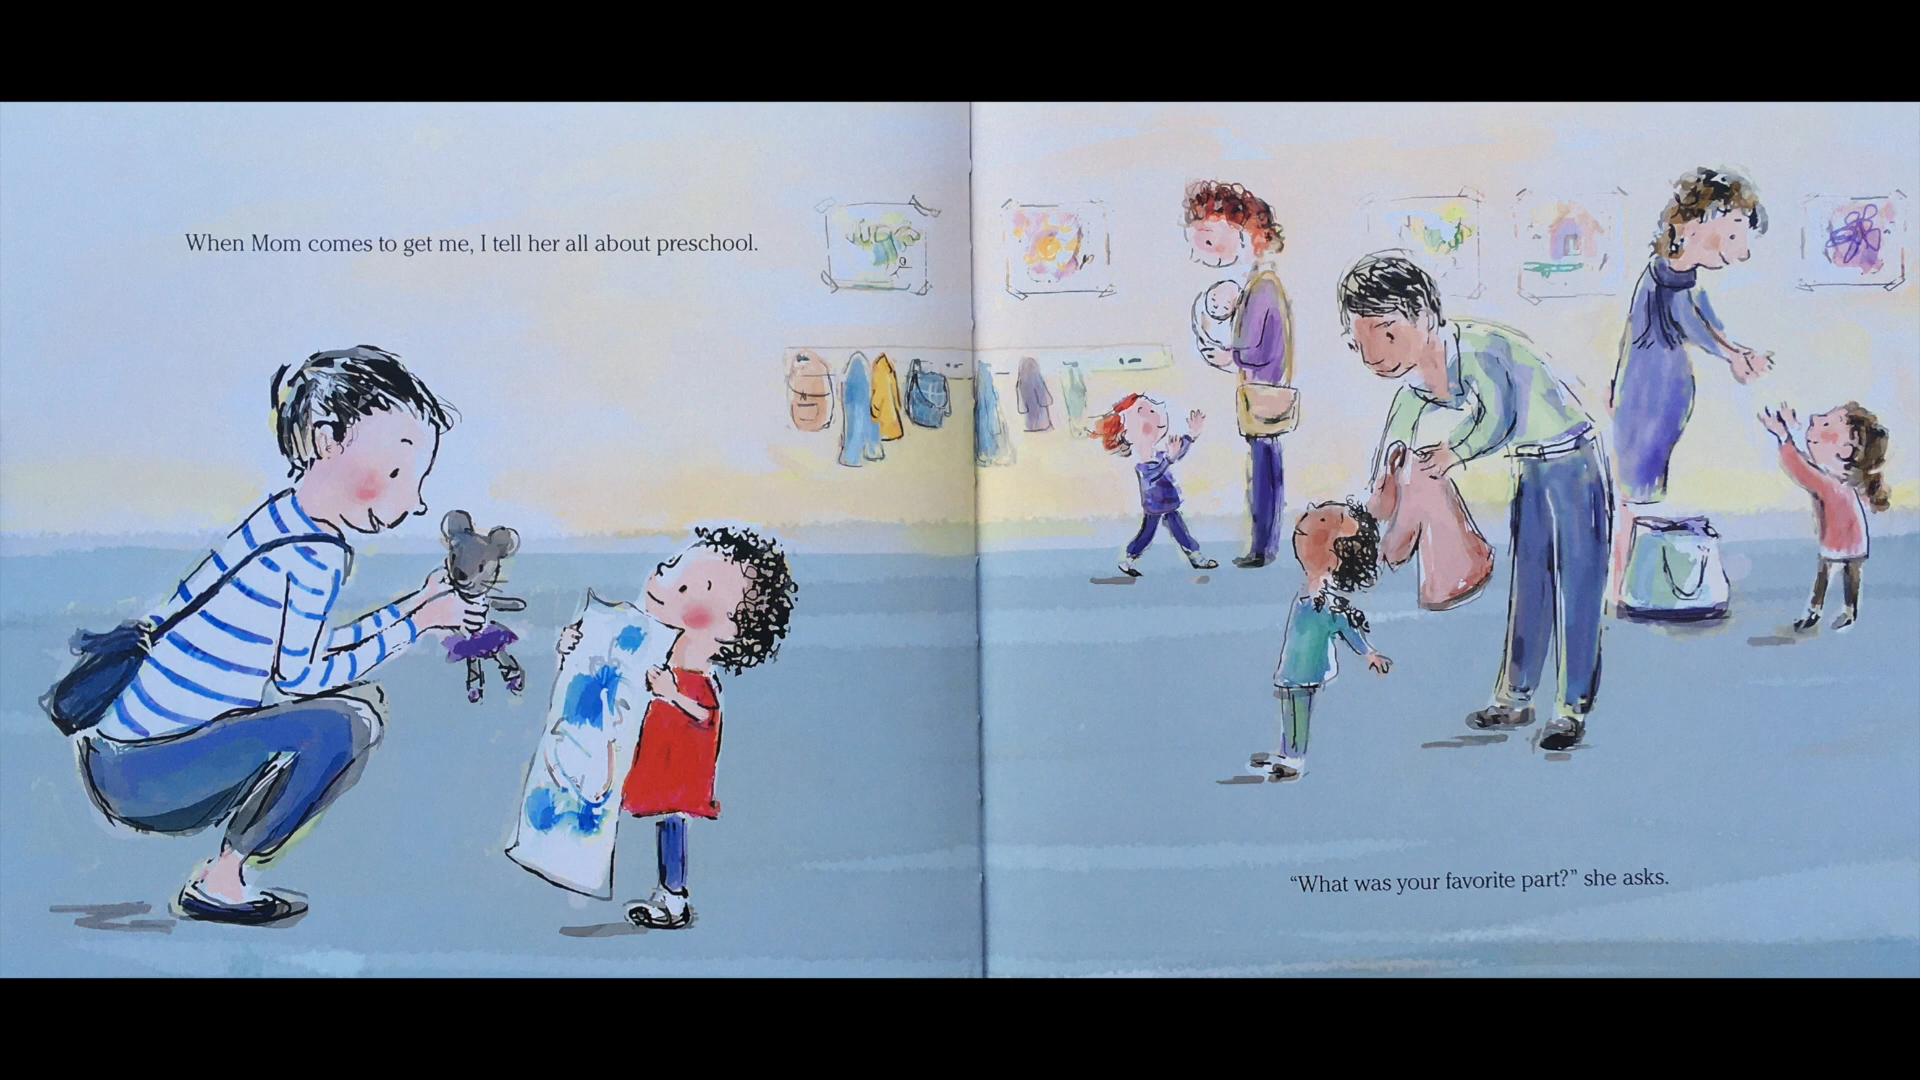 When Mom comes to get me, I tell her all about preschool.
“What was your favorite part?” she asks.